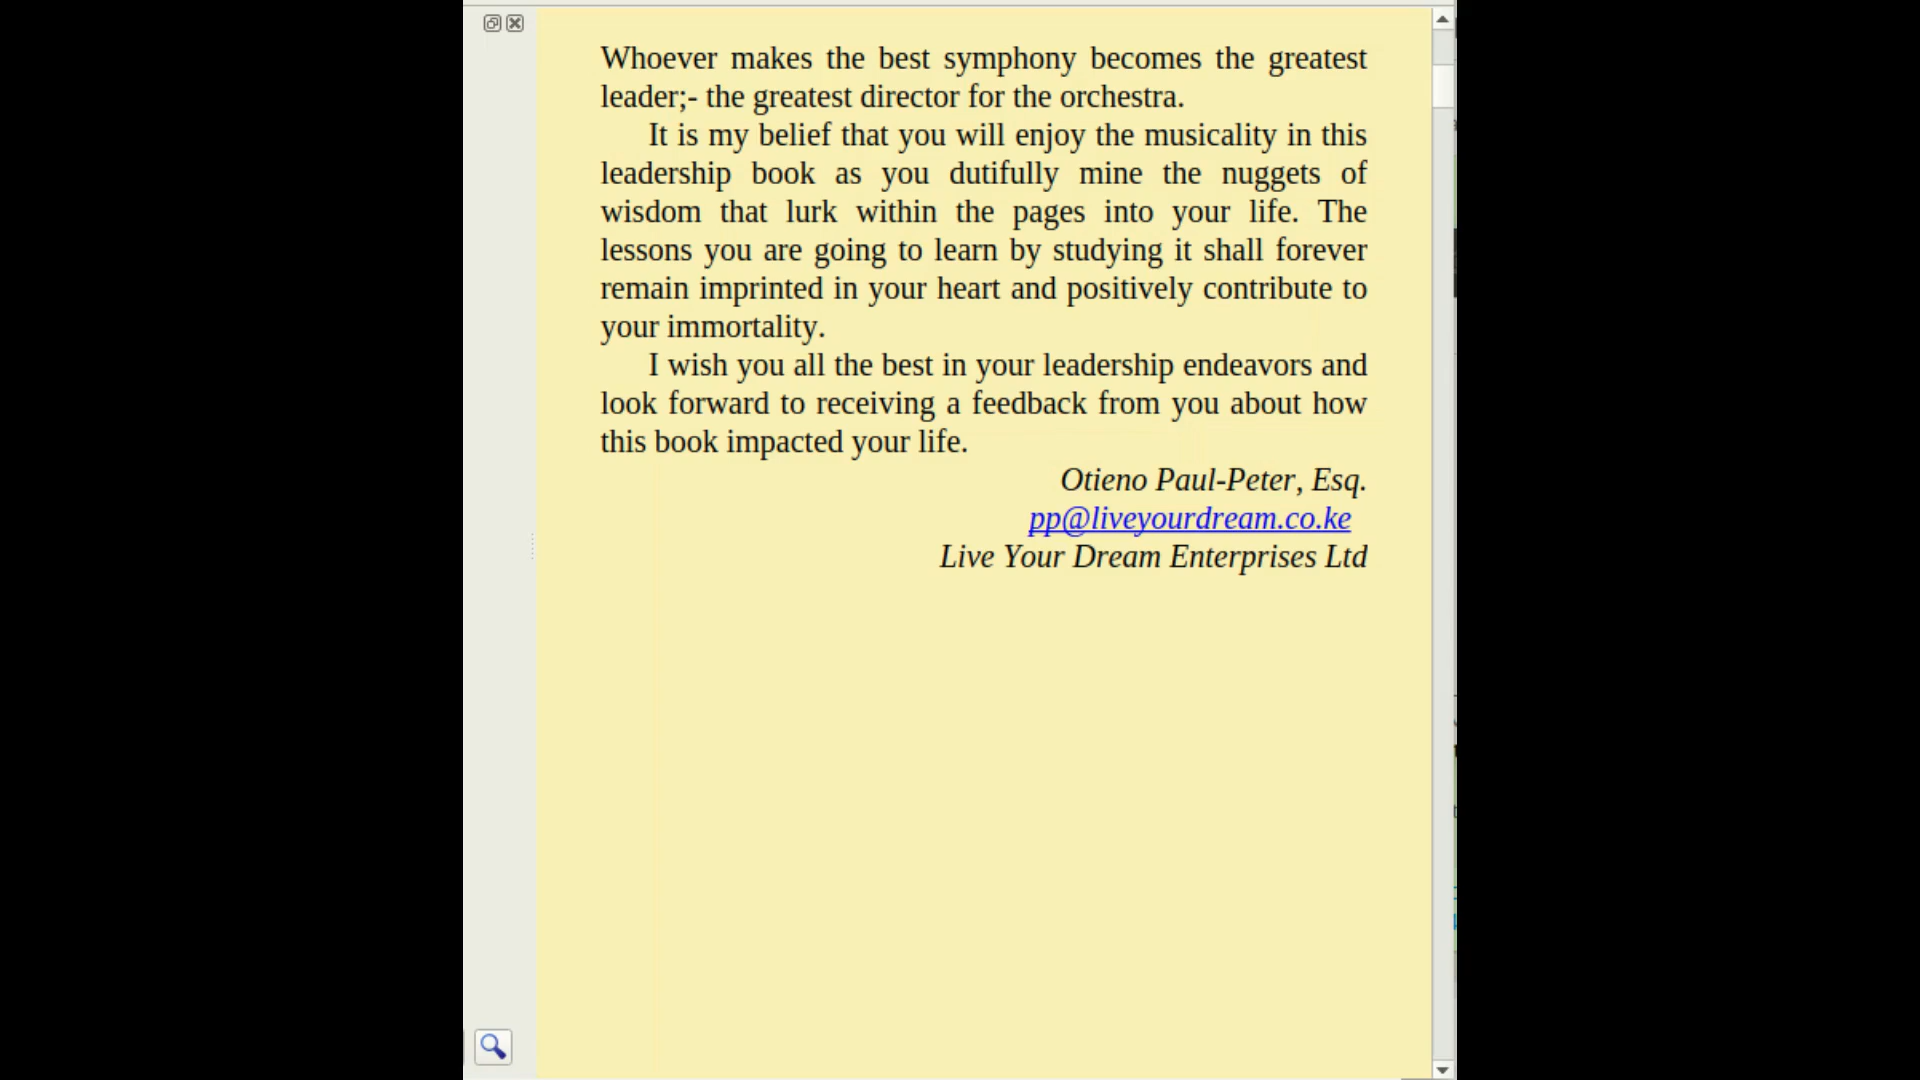 Whoever makes the best symphony becomes the greatest
leader;- the greatest director for the orchestra.
It is my belief that you will enjoy the musicality in this
leadership book as you dutifully mine the nuggets of
wisdom that lurk within the pages into your life. The
lessons you are going to learn by studying it shall forever
remain imprinted in your heart and positively contribute to
your immortality.
I wish you all the best in your leadership endeavors and
look forward to receiving a feedback from you about how
this book impacted your life.
Otieno Paul-Peter, Esq.
pp@liveyourdream.co.ke
Live Your Dream Enterprises Ltd